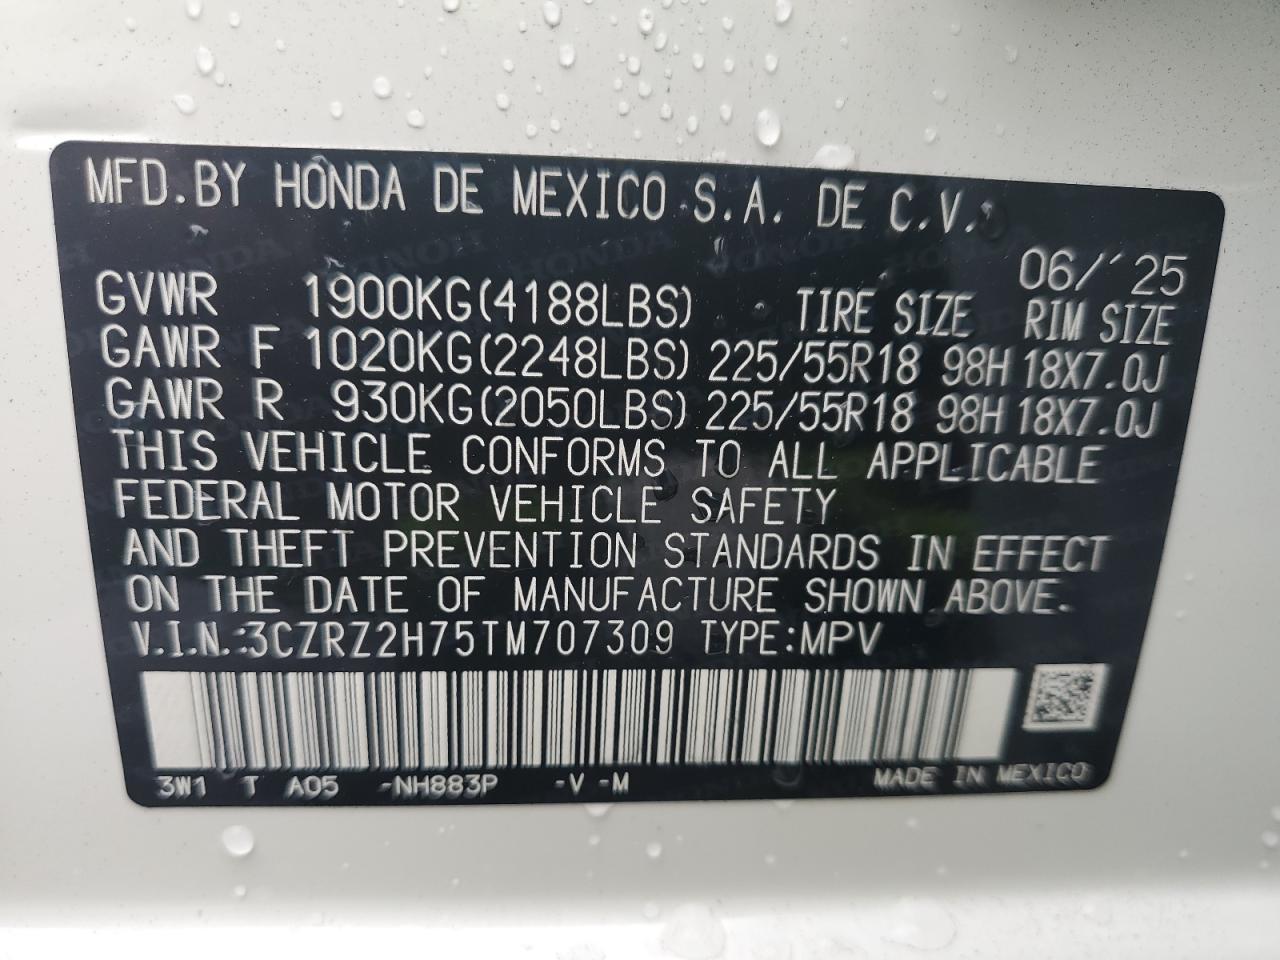 MFD.BY HONDA DE MEXICO S.A. DE C.V.
06/'25
GVWR 1900KG(4188LBS) TIRE SIZE RIM SIZE
GAWR F 1020KG(2248LBS) 225/55R18 98H 18X7.0J
GAWR R 930KG(2050LBS) 225/55R18 98H 18X7.0J
THIS VEHICLE CONFORMS TO ALL APPLICABLE
FEDERAL MOTOR VEHICLE SAFETY
AND THEFT PREVENTION STANDARDS IN EFFECT
ON THE DATE OF MANUFACTURE SHOWN ABOVE.
V.I.N.:3CZRZ2H75TM707309 TYPE:MPV
3W1 T A05 -NH883P -V -M MADE IN MEXICO